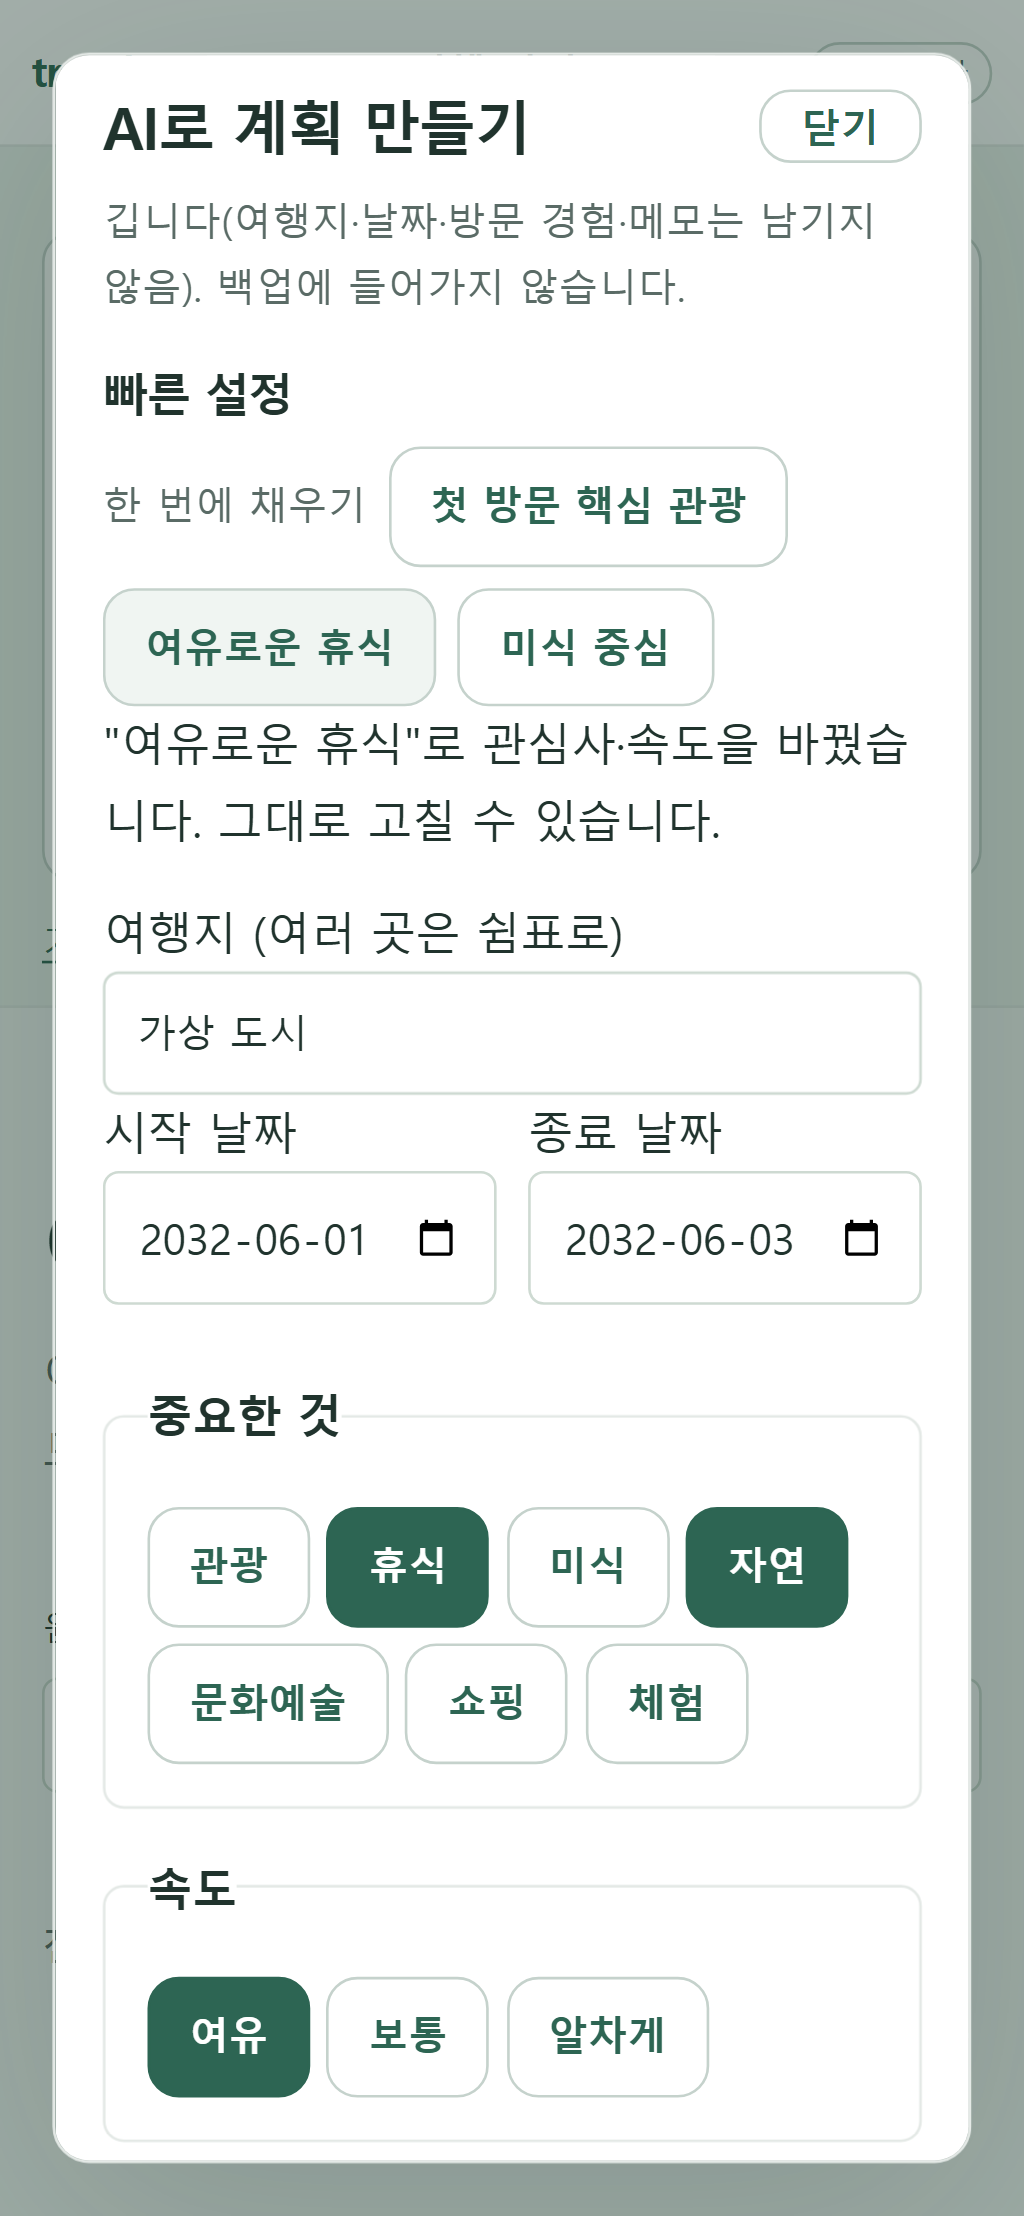 AI로 계획 만들기
닫기
깁니다(여행지·날짜·방문 경험·메모는 남기지
않음). 백업에 들어가지 않습니다.
빠른 설정
한 번에 채우기
첫 방문 핵심 관광
여유로운 휴식
미식 중심
"여유로운 휴식"로 관심사·속도을 바꿨습
니다. 그대로 고칠 수 있습니다.
여행지 (여러 곳은 쉼표로)
가상 도시
시작 날짜
종료 날짜
2032-06-01
2032-06-03
중요한 것
관광
휴식
미식
자연
문화예술
쇼핑
체험
속도
여유
보통
알차게